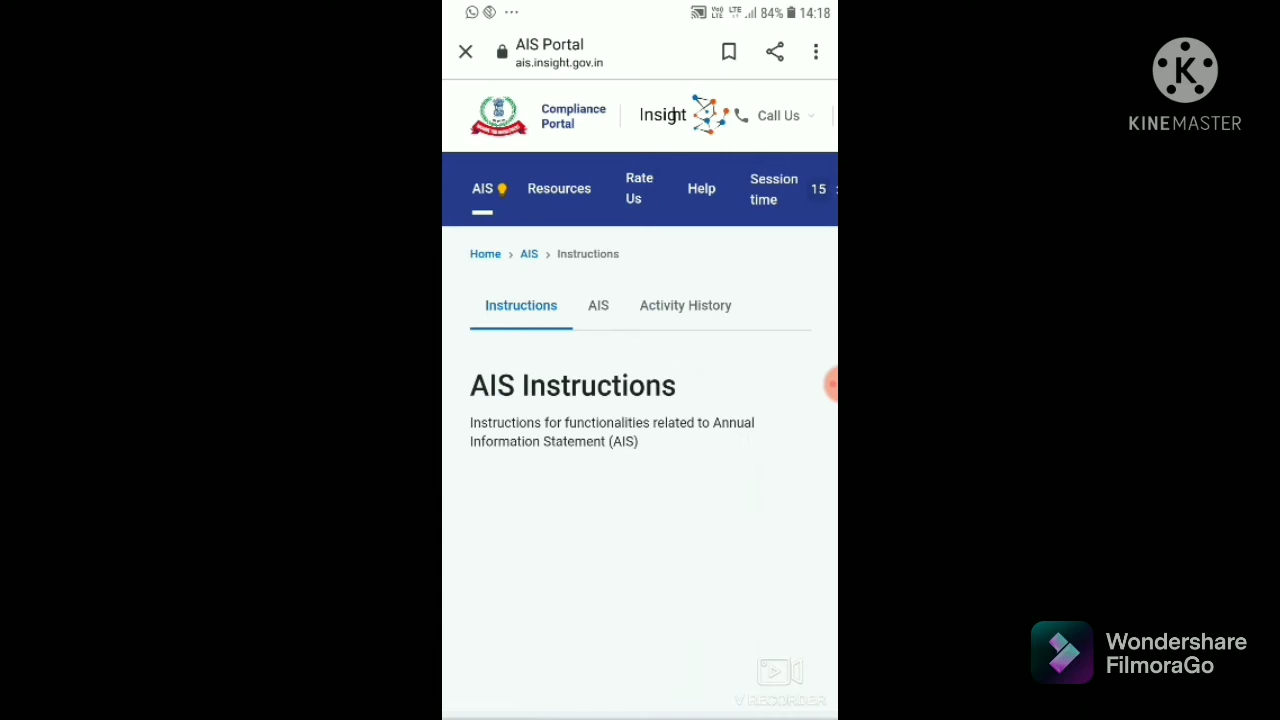 84% 14:18
AIS Portal
ais.insight.gov.in
Compliance
Portal
Insight
Call Us
AIS Resources Rate Us Help Session time 15 :
Home > AIS > Instructions
Instructions AIS Activity History
AIS Instructions
Instructions for functionalities related to Annual
Information Statement (AIS)
V RECORDER
K
KINEMASTER
Wondershare
FilmoraGo